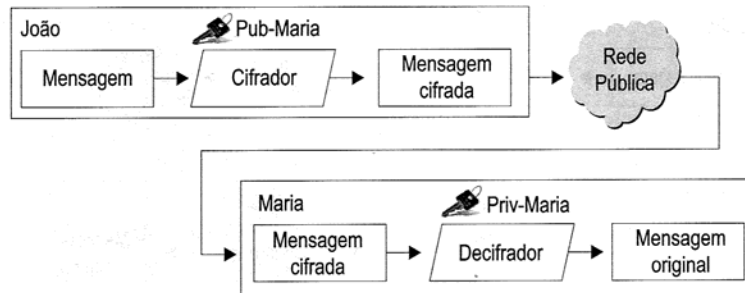 João
Pub-Maria
Mensagem
Cifrador
Mensagem
cifrada
Rede
Pública
Maria
Priv-Maria
Mensagem
cifrada
Decifrador
Mensagem
original